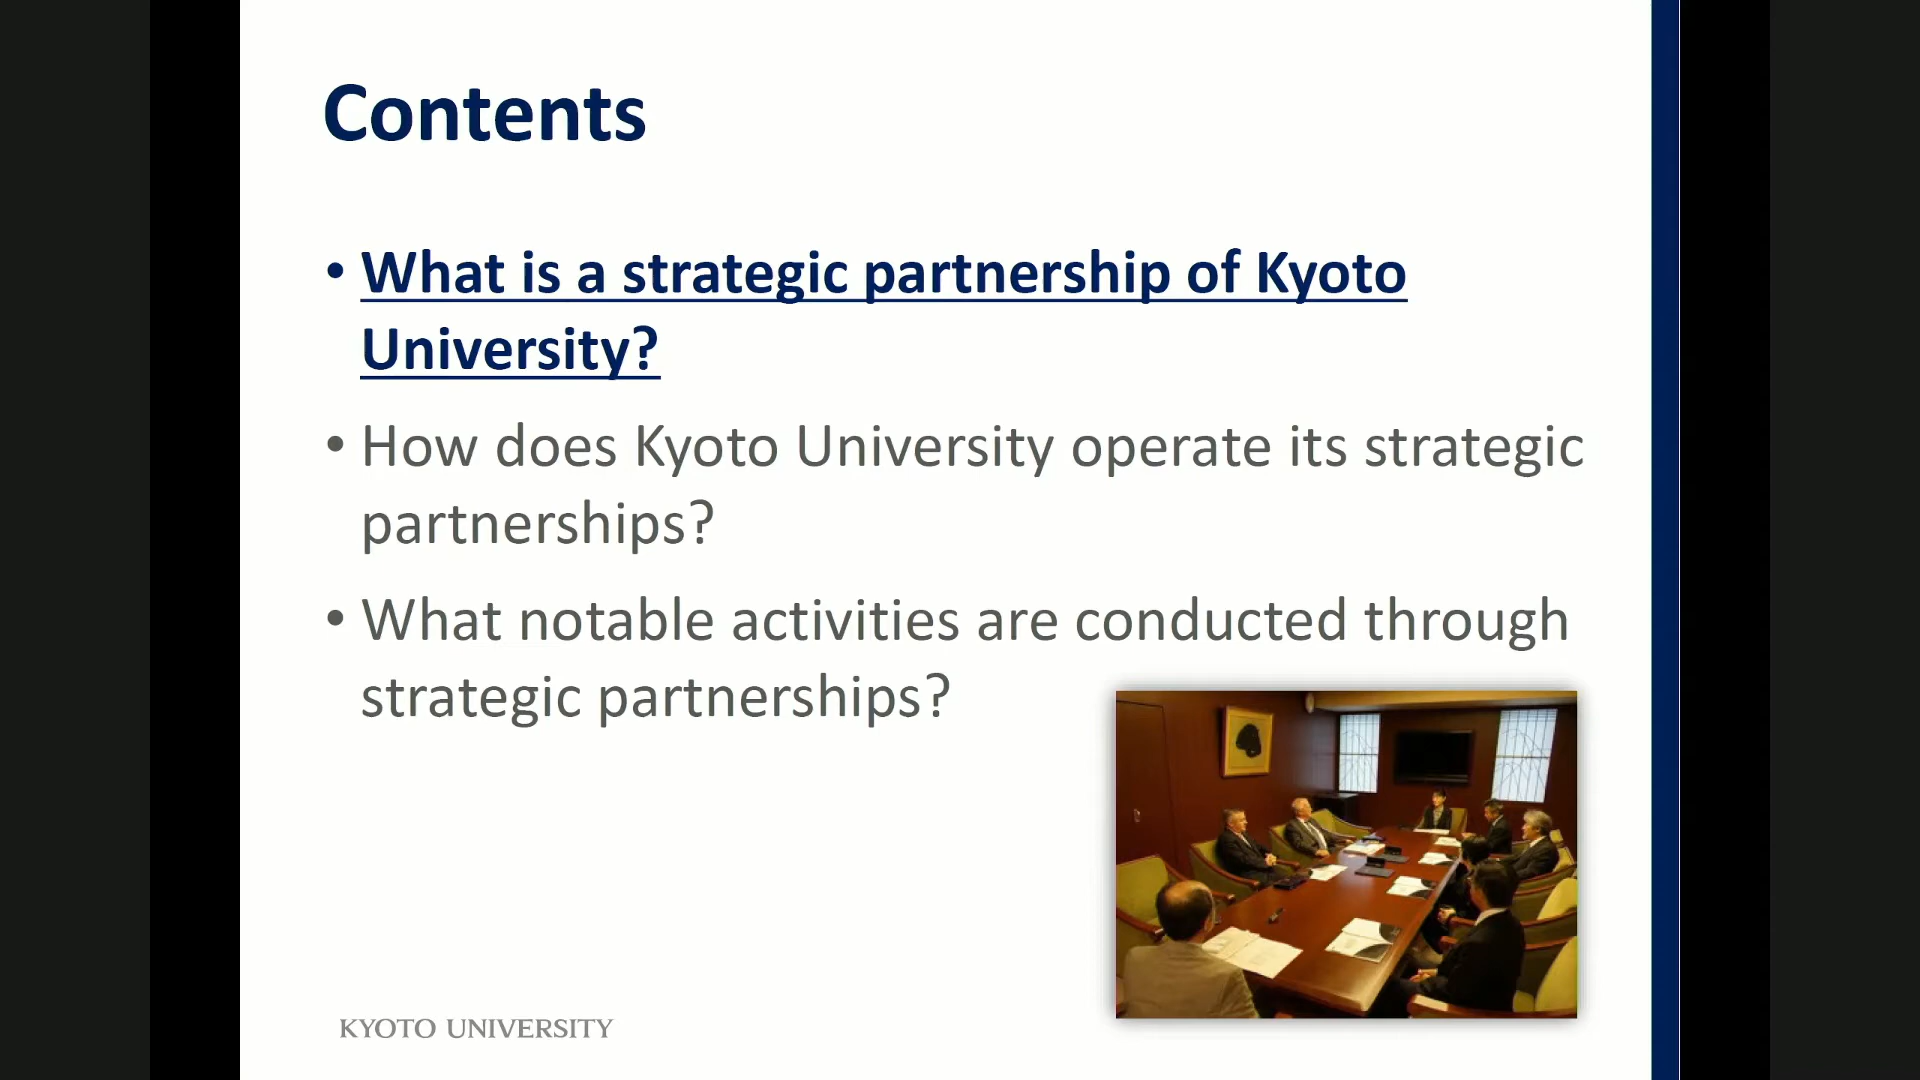 Contents
• What is a strategic partnership of Kyoto
University?
• How does Kyoto University operate its strategic
partnerships?
• What notable activities are conducted through
strategic partnerships?
KYOTO UNIVERSITY